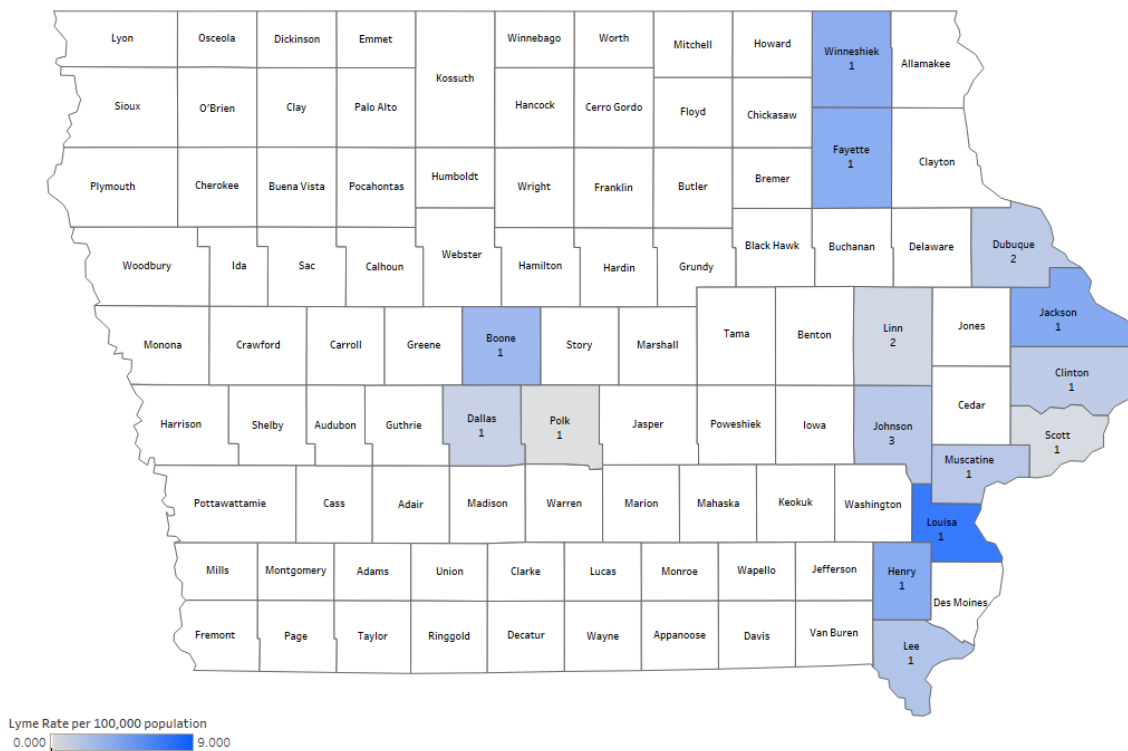 Lyon
Osceola
Dickinson
Emmet
Kossuth
Winnebago
Worth
Mitchell
Howard
Winneshiek
1
Allamakee
Sioux
O'Brien
Clay
Palo Alto
Hancock
Cerro Gordo
Floyd
Chickasaw
Fayette
1
Clayton
Plymouth
Cherokee
Buena Vista
Pocahontas
Humboldt
Wright
Franklin
Butler
Bremer
Woodbury
Ida
Sac
Calhoun
Webster
Hamilton
Hardin
Grundy
Black Hawk
Buchanan
Delaware
Dubuque
2
Monona
Crawford
Carroll
Greene
Boone
1
Story
Marshall
Tama
Benton
Linn
2
Jones
Jackson
1
Clinton
1
Harrison
Shelby
Audubon
Guthrie
Dallas
1
Polk
1
Jasper
Poweshiek
Iowa
Johnson
3
Cedar
Scott
1
Muscatine
1
Pottawattamie
Cass
Adair
Madison
Warren
Marion
Mahaska
Keokuk
Washington
Louisa
1
Mills
Montgomery
Adams
Union
Clarke
Lucas
Monroe
Wapello
Jefferson
Henry
1
Des Moines
Fremont
Page
Taylor
Ringgold
Decatur
Wayne
Appanoose
Davis
Van Buren
Lee
1
Lyme Rate per 100,000 population
0.000 9.000